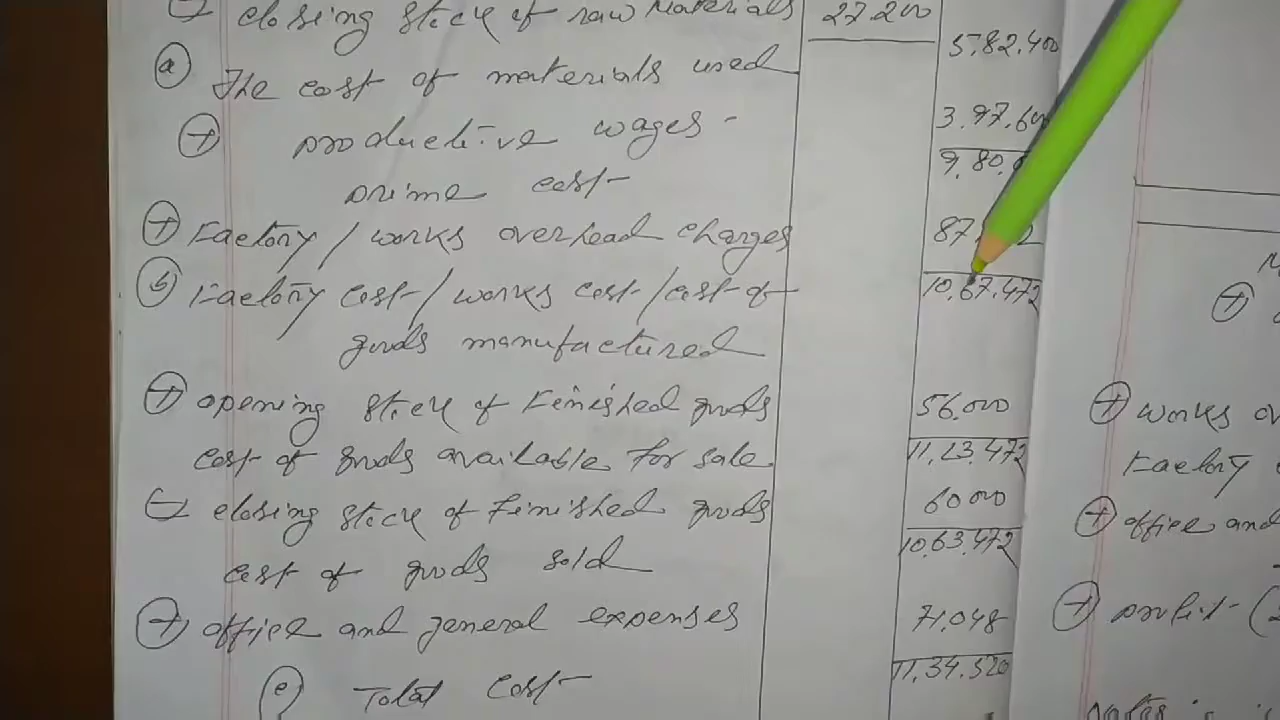 closing stock of raw Materials 27.200
5,82,400
(a) The cost of materials used
(+) productive wages - 3.97.60
prime cost 9,80,
(+) Factory / works overhead charges 87
(b) Factory cost / works cost / cost of 10,67,472
goods manufactured
(+) opening stock of Finished goods 56.000
cost of goods available for sale 11,23,472
(-) closing stock of Finished goods 60000
cost of goods sold 10,63,472
(+) office and general expenses 71,048
(c) Total cost 11,34,520
(+)
(+) works ov
Factory
(+) office and
(+) profit - (